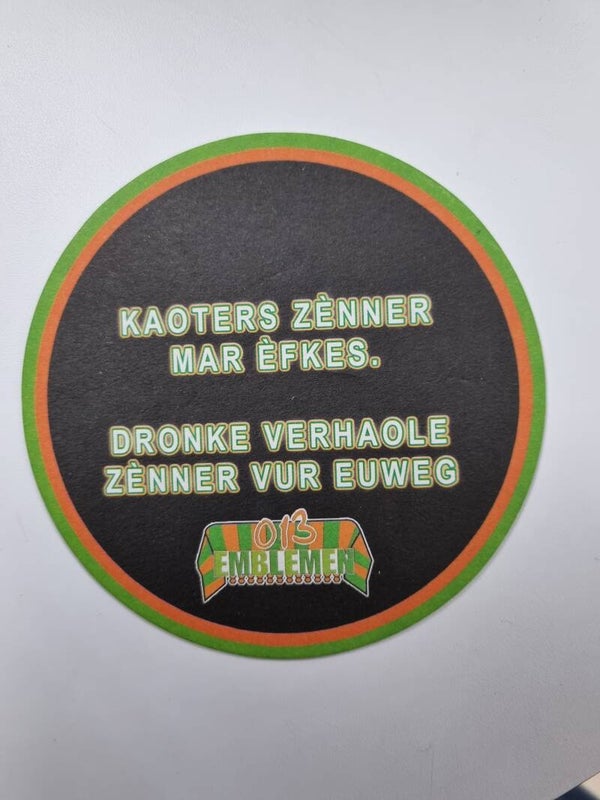 KAOTERS ZÈNNER
MAR ÈFKES.
DRONKE VERHAOLE
ZÈNNER VUR EUWEG
013
EMBLEMEN